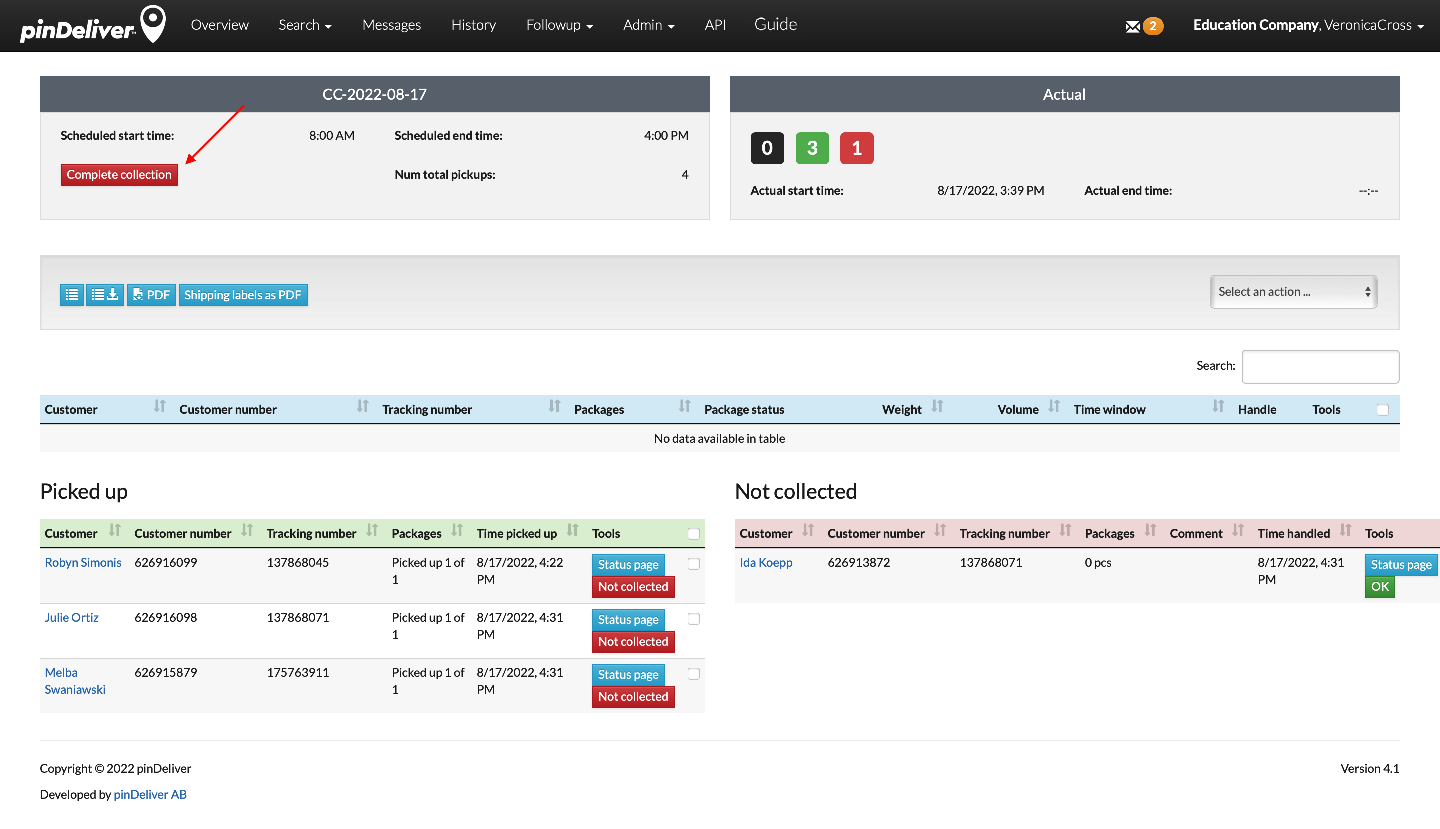 pinDeliver
Overview
Search
Messages
History
Followup
Admin
API
Guide
2
Education Company, VeronicaCross
CC-2022-08-17
Scheduled start time: 8:00 AM Scheduled end time: 4:00 PM
Complete collection Num total pickups: 4
Actual
0 3 1
Actual start time: 8/17/2022, 3:39 PM Actual end time: --:--
PDF
Shipping labels as PDF
Select an action ...
Search:
Customer Customer number Tracking number Packages Package status Weight Volume Time window Handle Tools
No data available in table
Picked up
Customer Customer number Tracking number Packages Time picked up Tools
Robyn Simonis 626916099 137868045 Picked up 1 of 8/17/2022, 4:22 Status page
1 PM Not collected
Julie Ortiz 626916098 137868071 Picked up 1 of 8/17/2022, 4:31 Status page
1 PM Not collected
Melba 626915879 175763911 Picked up 1 of 8/17/2022, 4:31 Status page
Swaniawski 1 PM Not collected
Not collected
Customer Customer number Tracking number Packages Comment Time handled Tools
Ida Koepp 626913872 137868071 0 pcs 8/17/2022, 4:31 Status page
PM OK
Copyright © 2022 pinDeliver
Version 4.1
Developed by pinDeliver AB